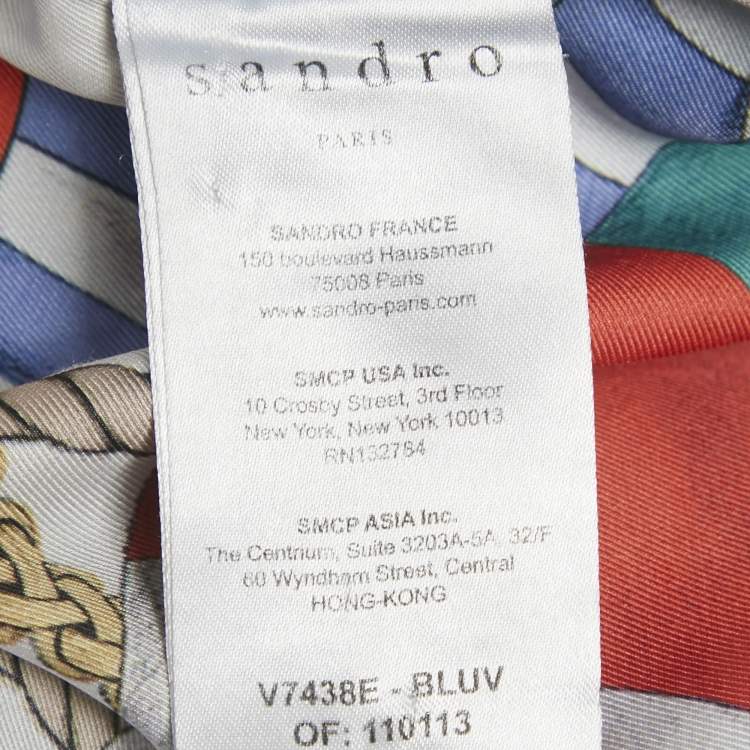 sandro
PARIS
SANDRO FRANCE
150 boulevard Haussmann
75008 Paris
www.sandro-paris.com
SMCP USA Inc.
10 Crosby Street, 3rd Floor
New York, New York 10013
RN132784
SMCP ASIA Inc.
The Centrium, Suite 3203A-5A, 32/F
60 Wyndham Street, Central
HONG-KONG
V7438E - BLUV
OF: 110113